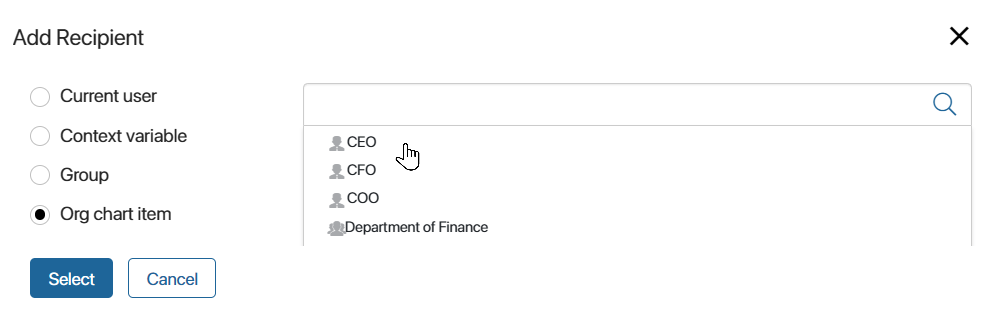 Add Recipient
Current user
Context variable
Group
Org chart item
CEO
CFO
COO
Department of Finance
Select
Cancel